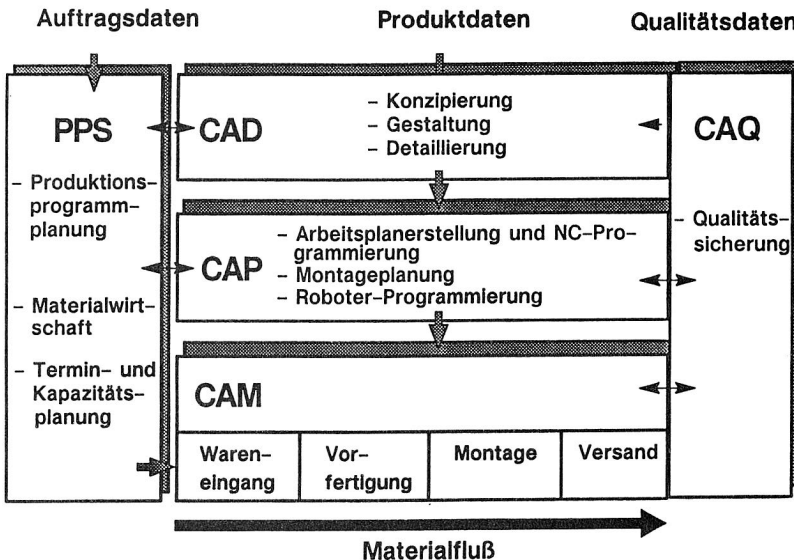 Auftragsdaten
Produktdaten
Qualitätsdaten
PPS
- Produktions-
programm-
planung
- Materialwirt-
schaft
- Termin- und
Kapazitäts-
planung
CAD
- Konzipierung
- Gestaltung
- Detaillierung
CAP
- Arbeitsplanerstellung und NC-Pro-
grammierung
- Montageplanung
- Roboter-Programmierung
CAM
Waren-
eingang
Vor-
fertigung
Montage
Versand
CAQ
- Qualitäts-
sicherung
Materialfluß